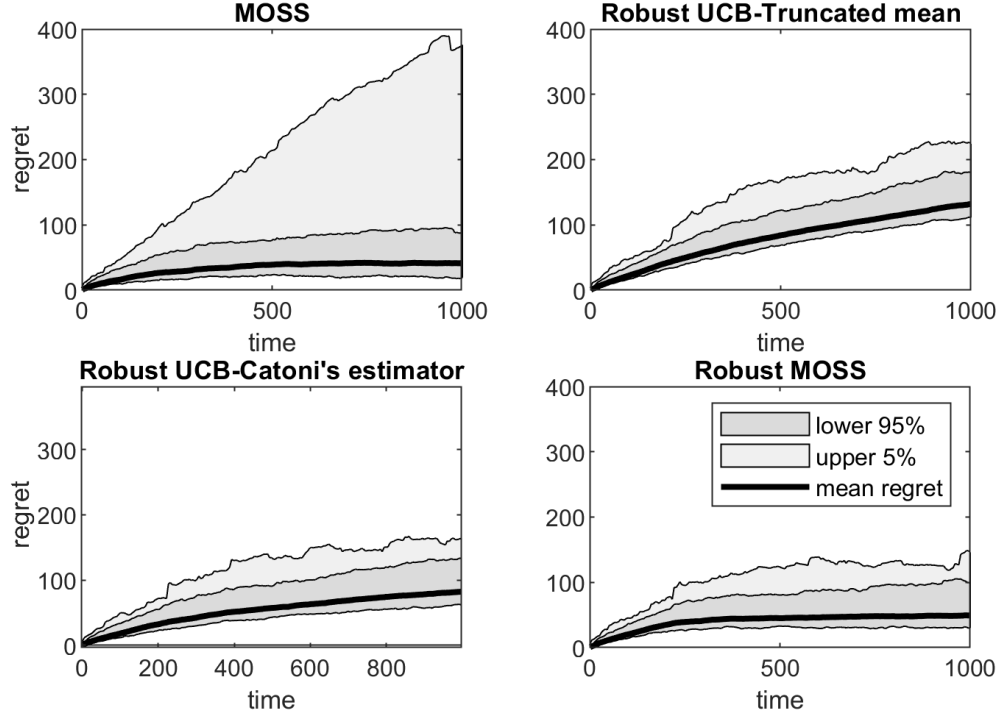 MOSS
400
300
200
100
0
regret
0 500 1000
time
Robust UCB-Truncated mean
400
300
200
100
0
0 500 1000
time
Robust UCB-Catoni's estimator
300
200
100
0
regret
0 200 400 600 800
time
Robust MOSS
400
300
200
100
0
lower 95%
upper 5%
mean regret
0 500 1000
time